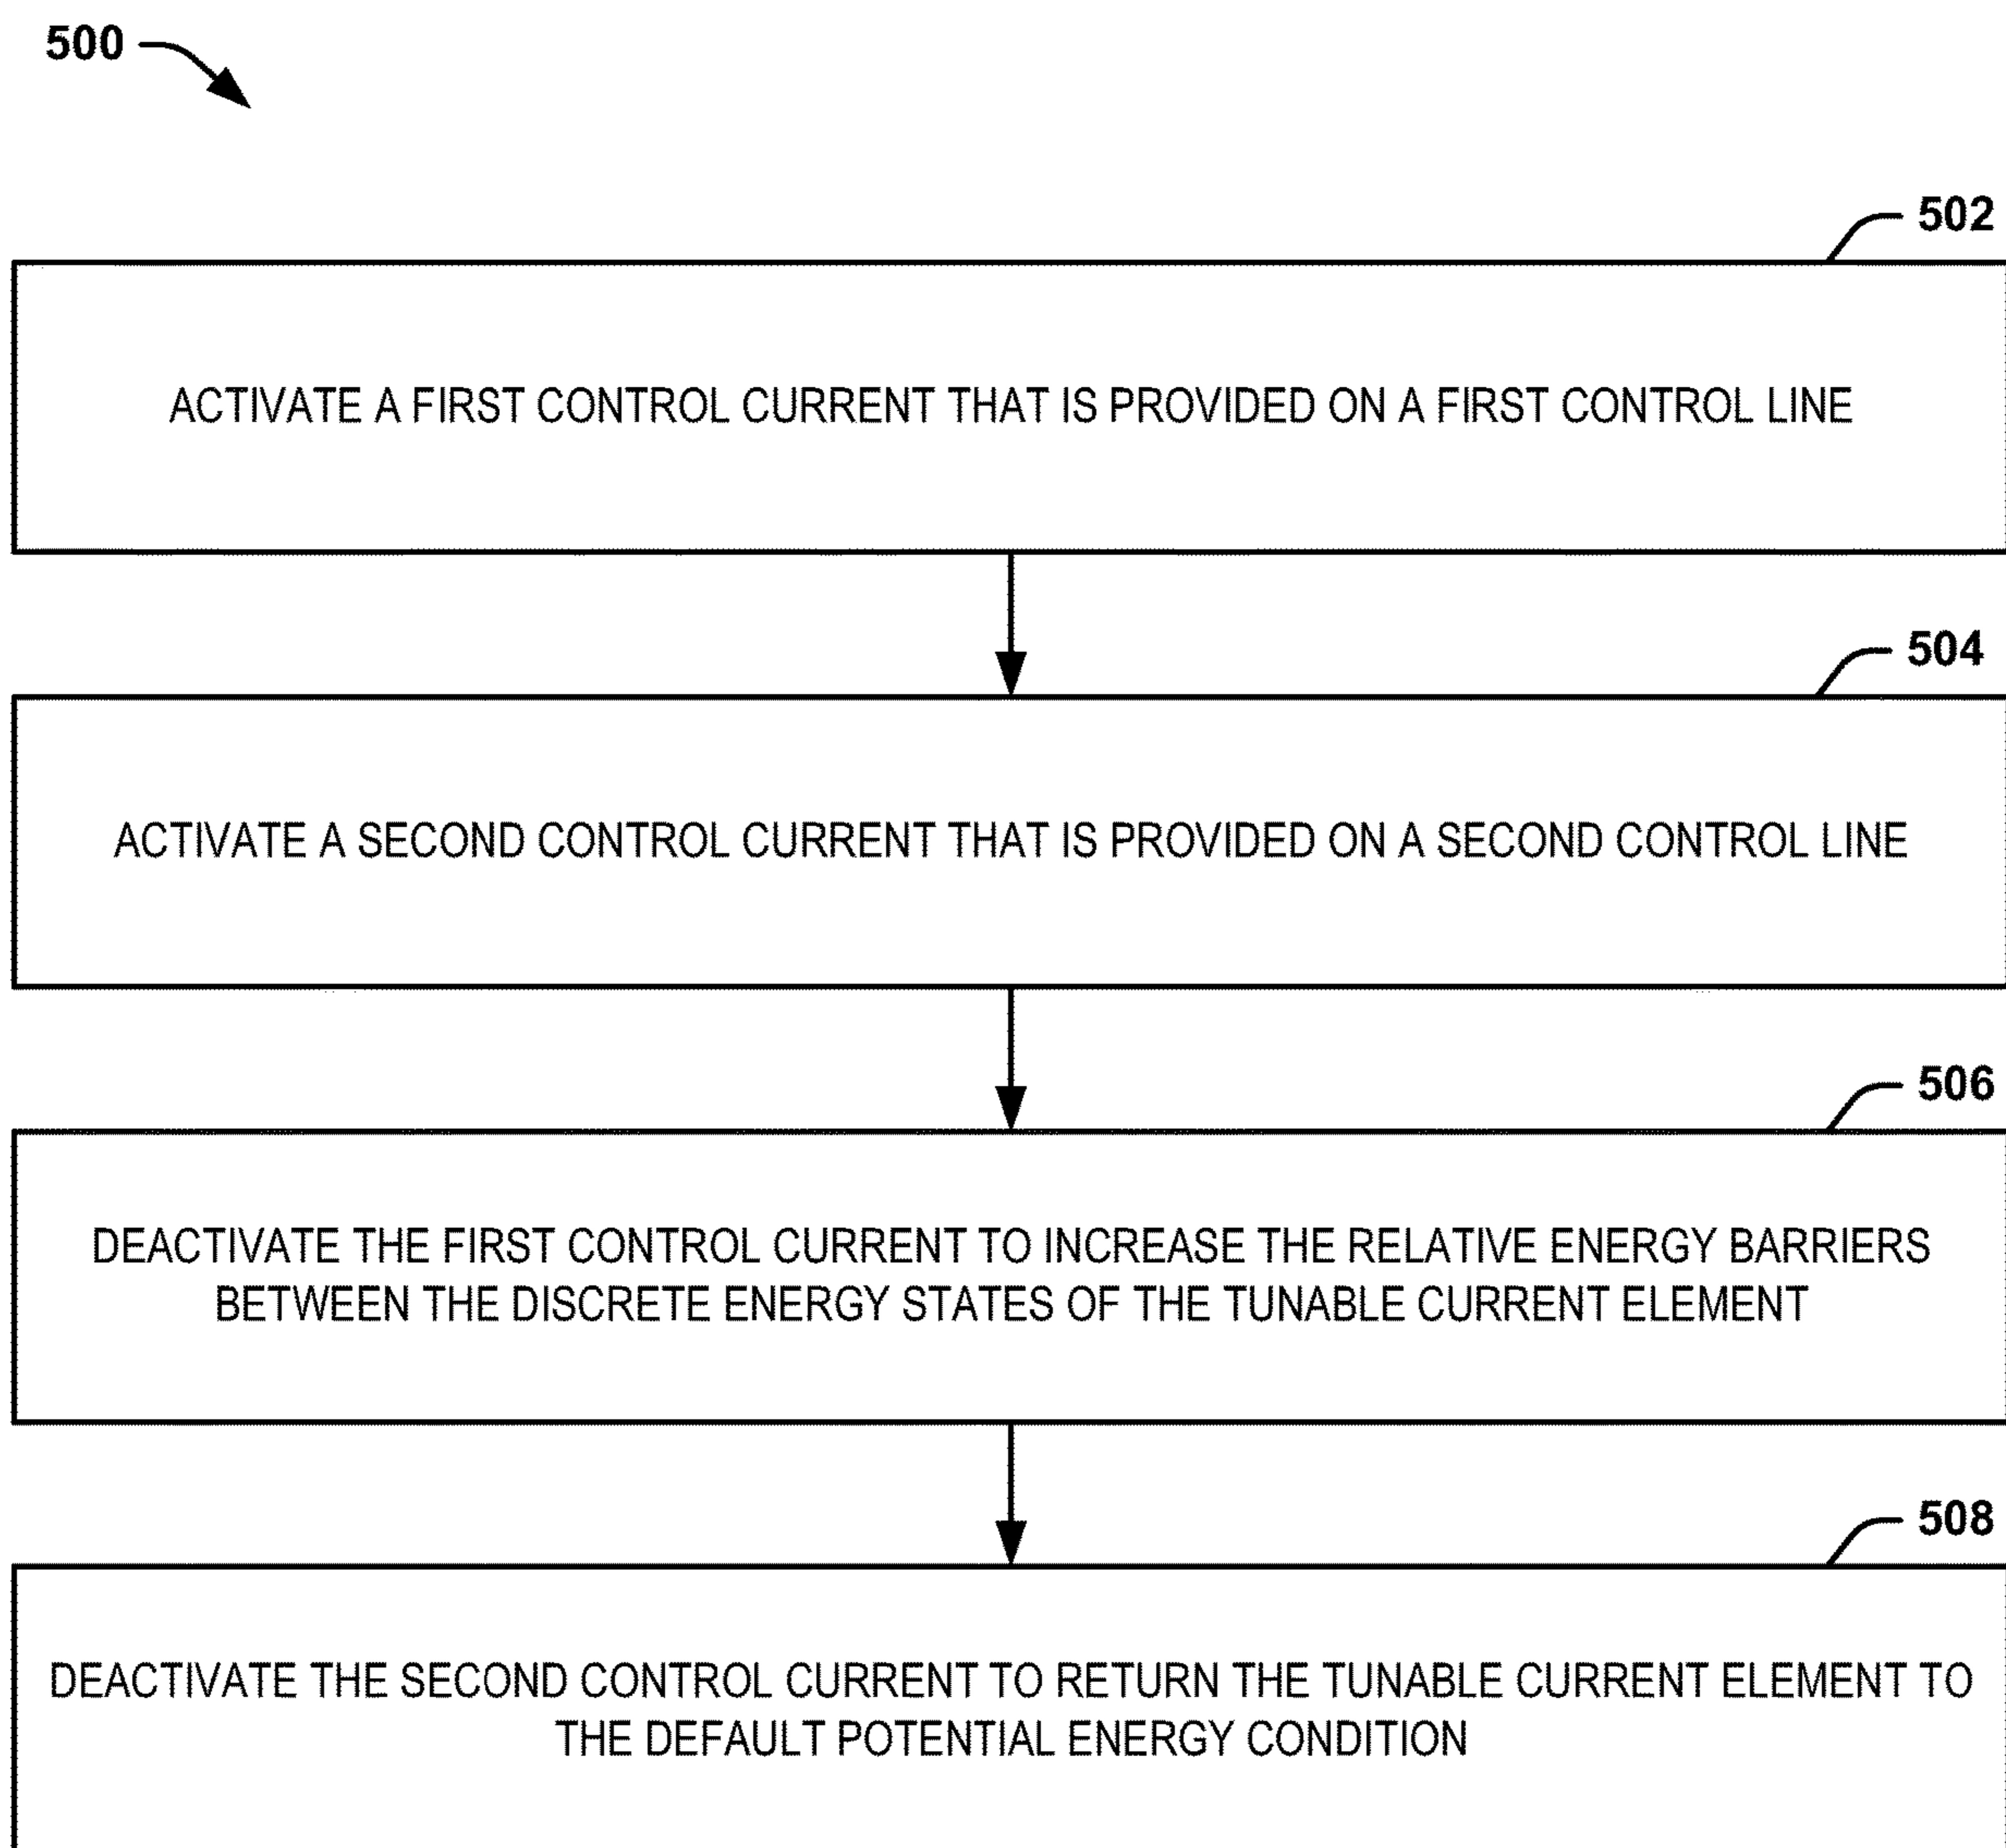 500
502
ACTIVATE A FIRST CONTROL CURRENT THAT IS PROVIDED ON A FIRST CONTROL LINE
504
ACTIVATE A SECOND CONTROL CURRENT THAT IS PROVIDED ON A SECOND CONTROL LINE
506
DEACTIVATE THE FIRST CONTROL CURRENT TO INCREASE THE RELATIVE ENERGY BARRIERS
BETWEEN THE DISCRETE ENERGY STATES OF THE TUNABLE CURRENT ELEMENT
508
DEACTIVATE THE SECOND CONTROL CURRENT TO RETURN THE TUNABLE CURRENT ELEMENT TO
THE DEFAULT POTENTIAL ENERGY CONDITION